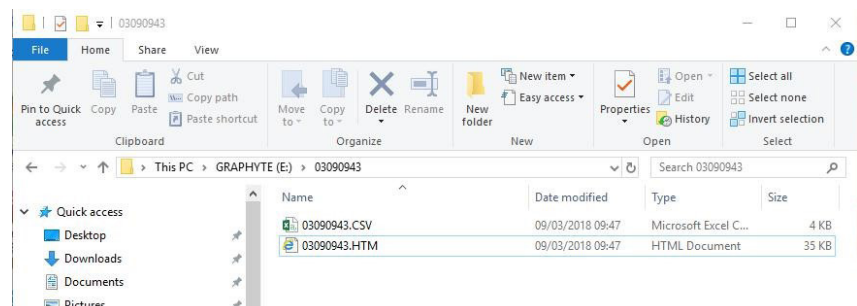 03090943
File Home Share View
Pin to Quick access
Copy
Paste
Cut
Copy path
Paste shortcut
Clipboard
Move to
Copy to
Delete
Rename
Organize
New folder
New item
Easy access
New
Properties
Open
Edit
History
Open
Select all
Select none
Invert selection
Select
This PC > GRAPHYTE (E:) > 03090943
Search 03090943
Name Date modified Type Size
03090943.CSV 09/03/2018 09:47 Microsoft Excel C... 4 KB
03090943.HTM 09/03/2018 09:47 HTML Document 35 KB
Quick access
Desktop
Downloads
Documents
Pictures